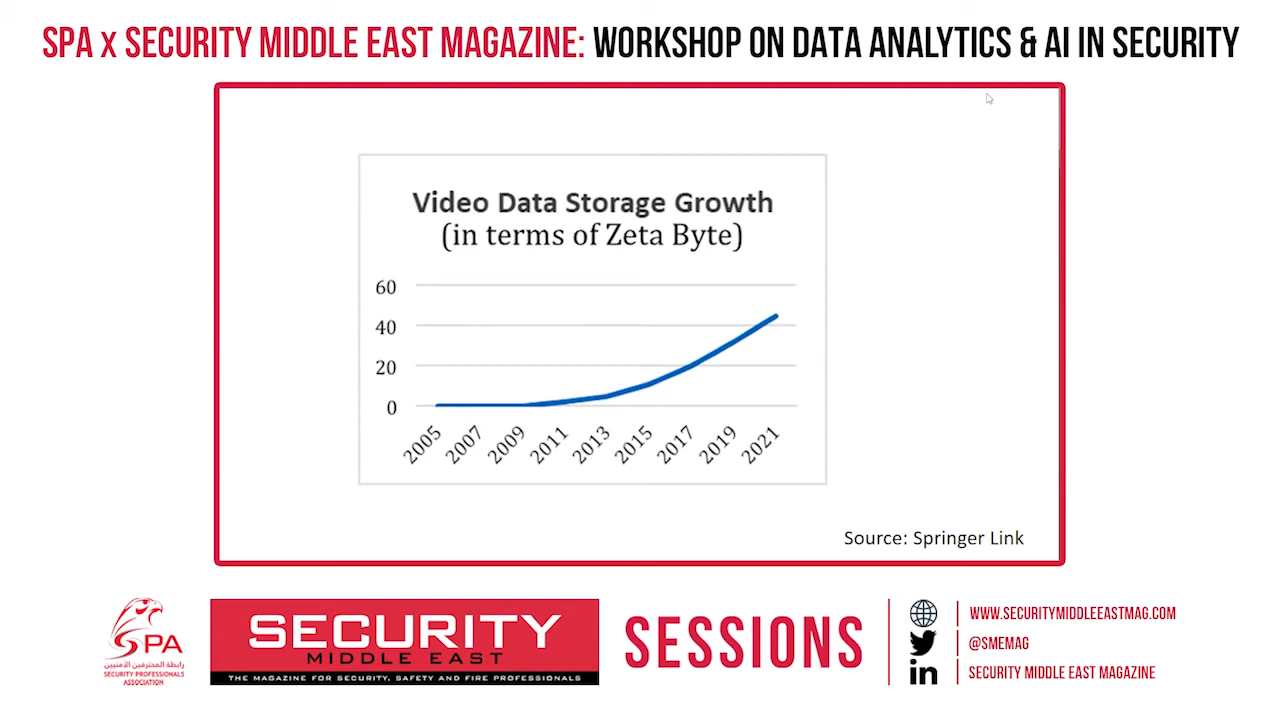 SPA x SECURITY MIDDLE EAST MAGAZINE: WORKSHOP ON DATA ANALYTICS & AI IN SECURITY
Video Data Storage Growth
(in terms of Zeta Byte)
60
40
20
0
2005 2007 2009 2011 2013 2015 2017 2019 2021
Source: Springer Link
SPA
رابطة المحترفين الأمنيين
SECURITY PROFESSIONALS
ASSOCIATION
SECURITY
MIDDLE EAST
THE MAGAZINE FOR SECURITY, SAFETY AND FIRE PROFESSIONALS
SESSIONS
WWW.SECURITYMIDDLEEASTMAG.COM
@SMEMAG
in SECURITY MIDDLE EAST MAGAZINE